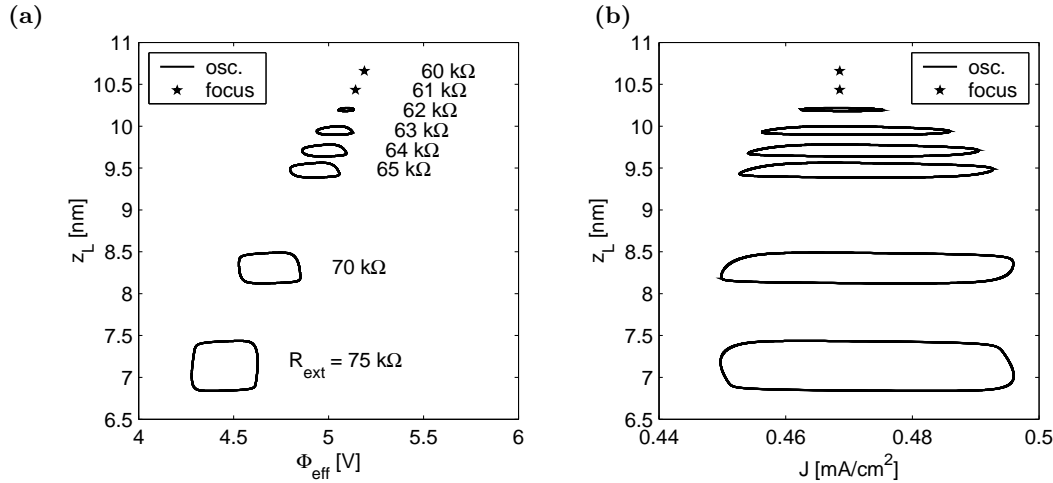 (a)
11
10.5
10
9.5
9
8.5
8
7.5
7
6.5
z_L [nm]
osc.
focus
60 kΩ
61 kΩ
62 kΩ
63 kΩ
64 kΩ
65 kΩ
70 kΩ
R_ext = 75 kΩ
4
4.5
5
5.5
6
Φ_eff [V]
(b)
11
10.5
10
9.5
9
8.5
8
7.5
7
6.5
z_L [nm]
osc.
focus
0.44
0.46
0.48
0.5
J [mA/cm²]